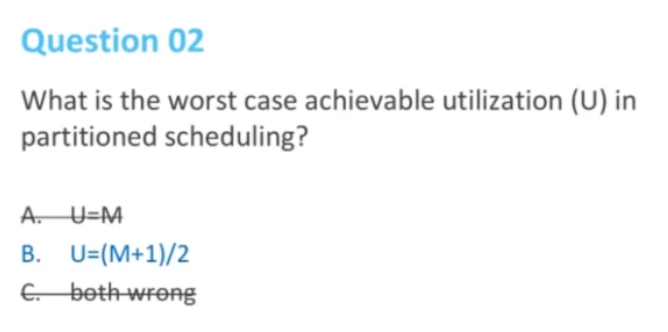 Question 02
What is the worst case achievable utilization (U) in
partitioned scheduling?
A. U=M
B. U=(M+1)/2
C. both wrong